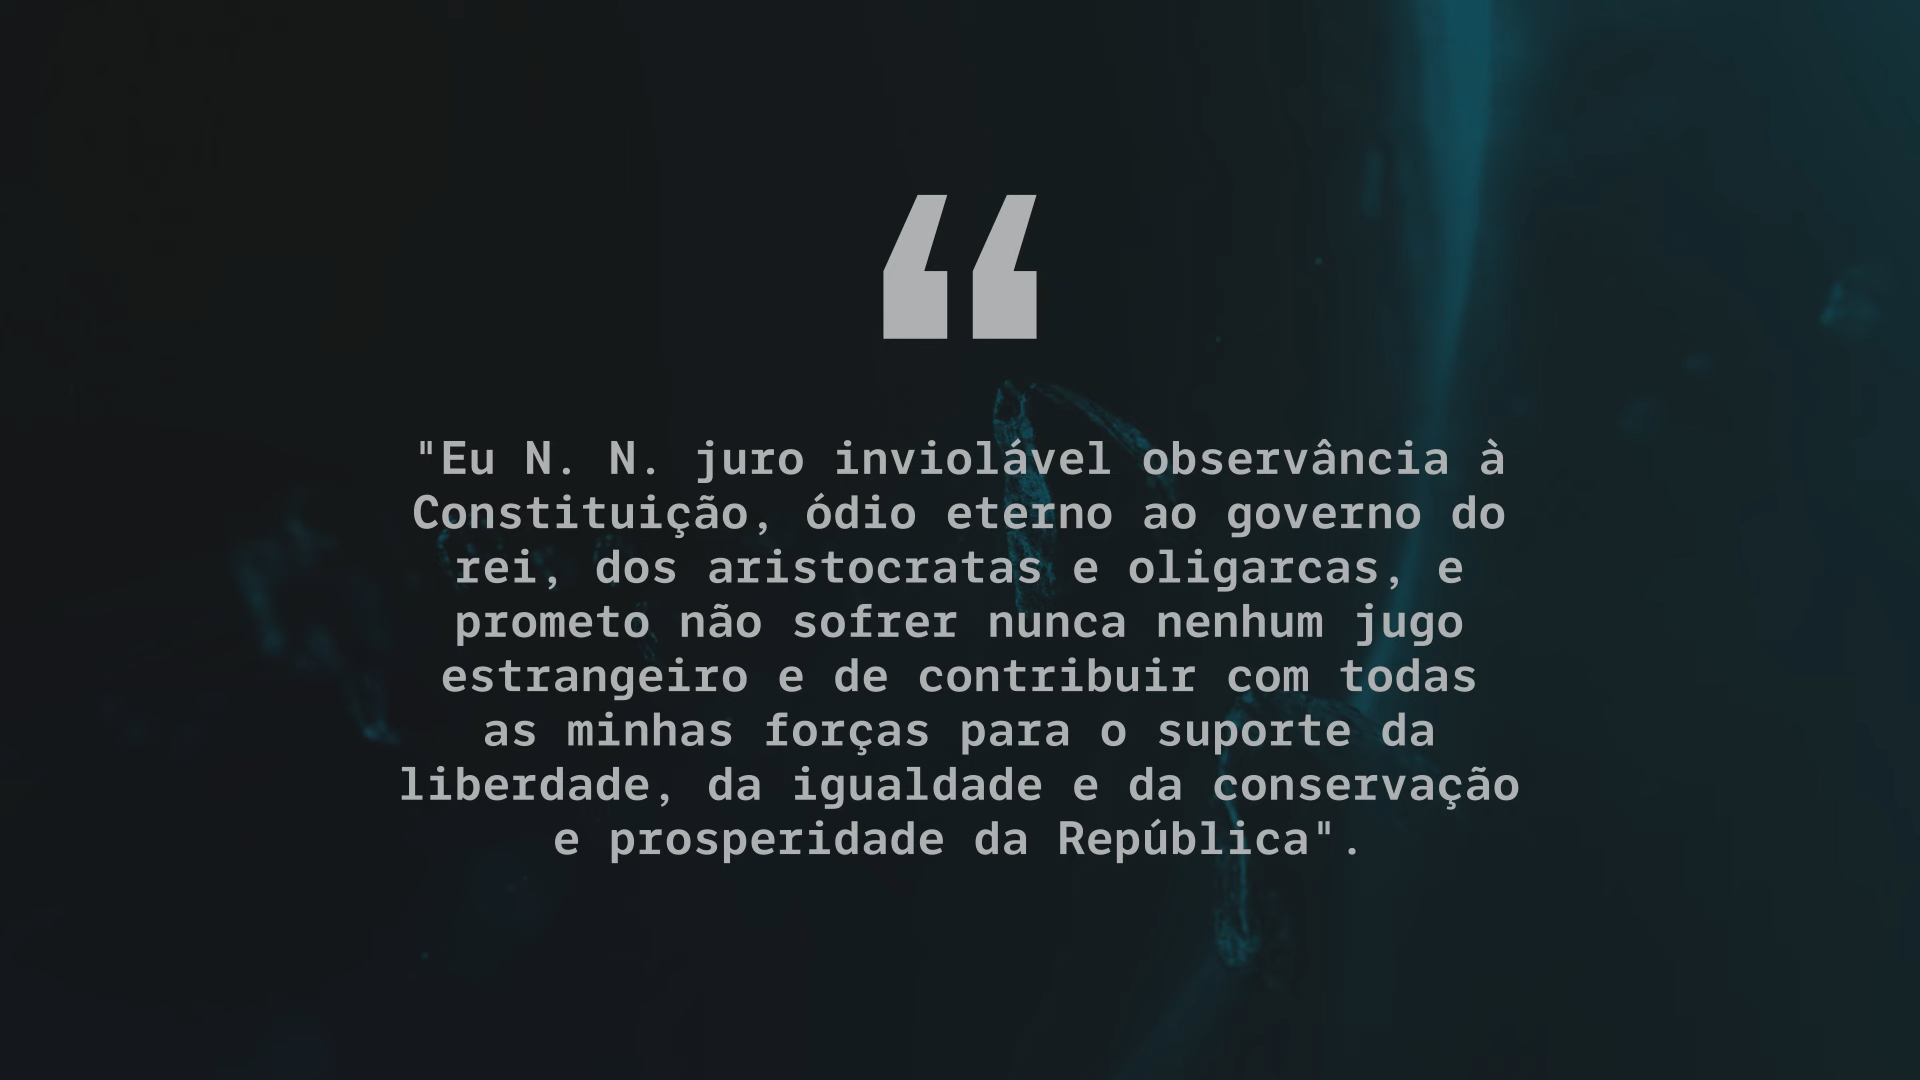 “
"Eu N. N. juro inviolável observância à
Constituição, ódio eterno ao governo do
rei, dos aristocratas e oligarcas, e
prometo não sofrer nunca nenhum jugo
estrangeiro e de contribuir com todas
as minhas forças para o suporte da
liberdade, da igualdade e da conservação
e prosperidade da República".